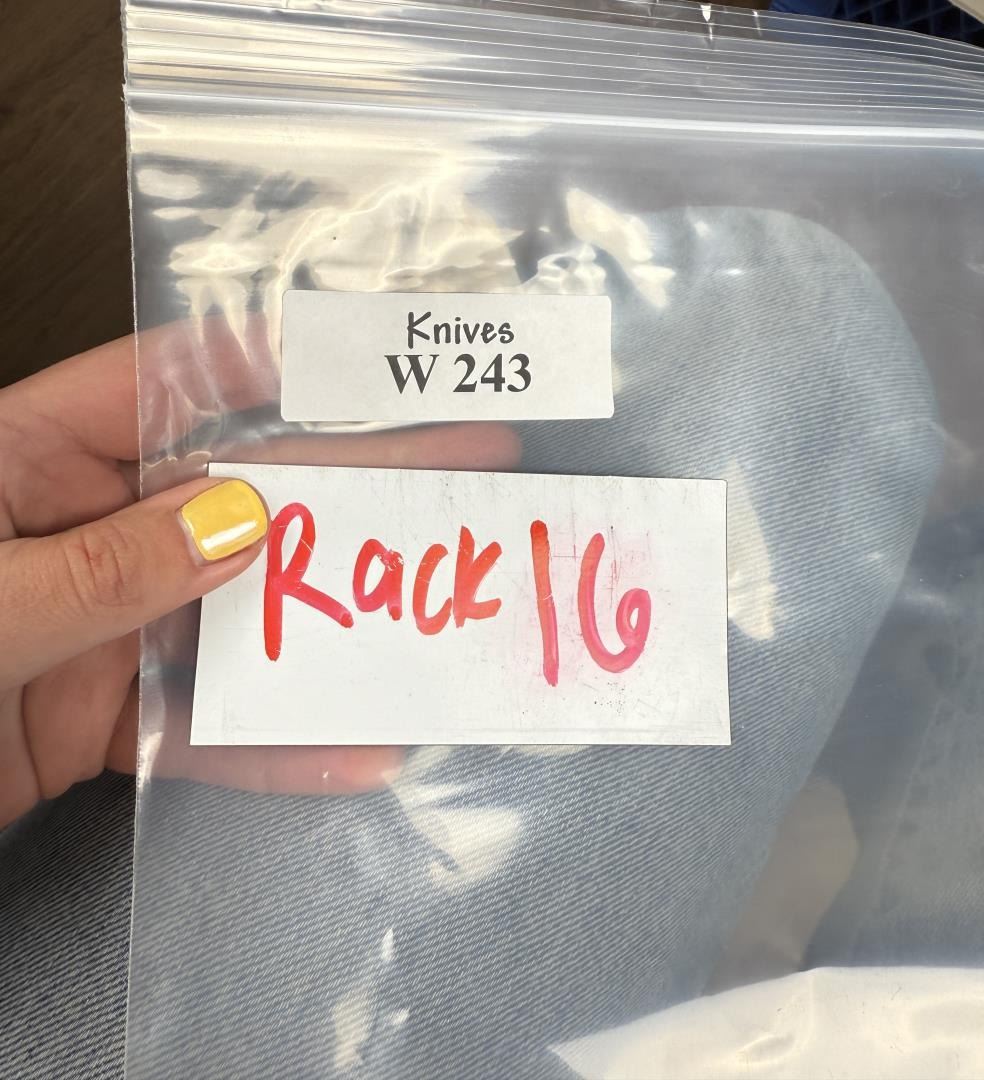 Knives
W 243
Rack 16